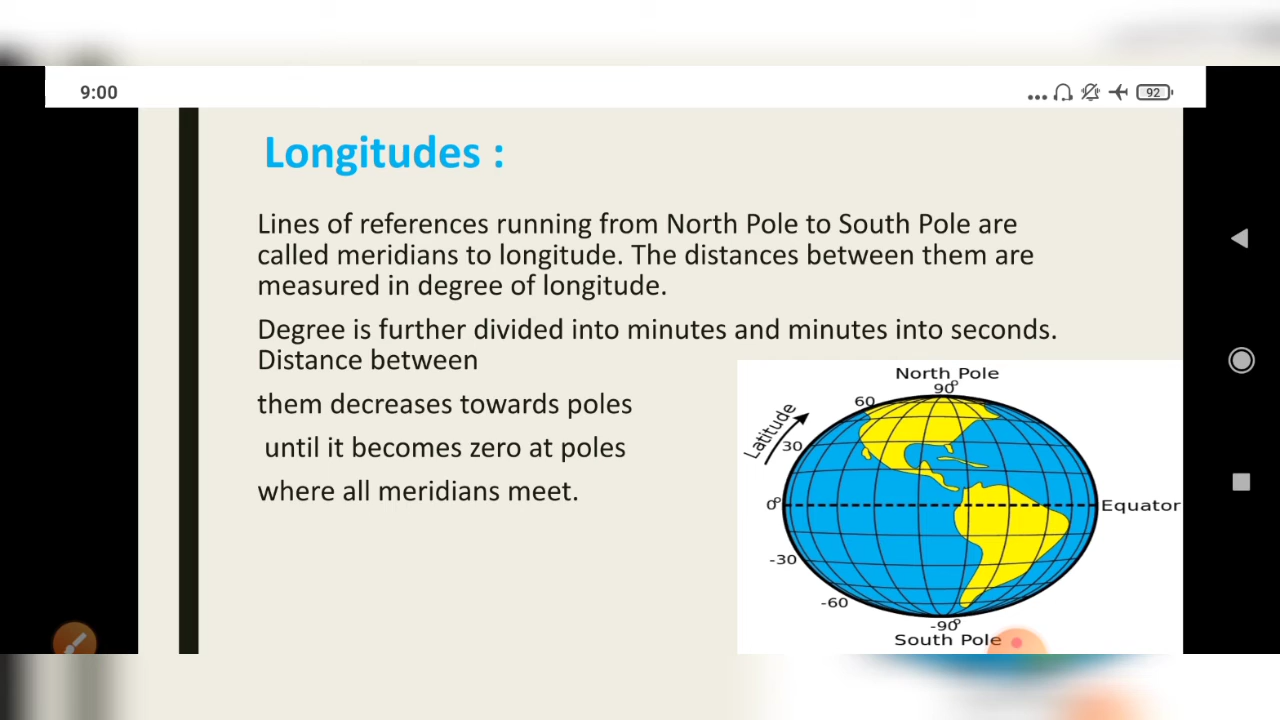 9:00
92
Longitudes :
Lines of references running from North Pole to South Pole are
called meridians to longitude. The distances between them are
measured in degree of longitude.
Degree is further divided into minutes and minutes into seconds.
Distance between
them decreases towards poles
until it becomes zero at poles
where all meridians meet.
North Pole
90°
60
Latitude
30
0°
Equator
-30
-60
-90°
South Pole